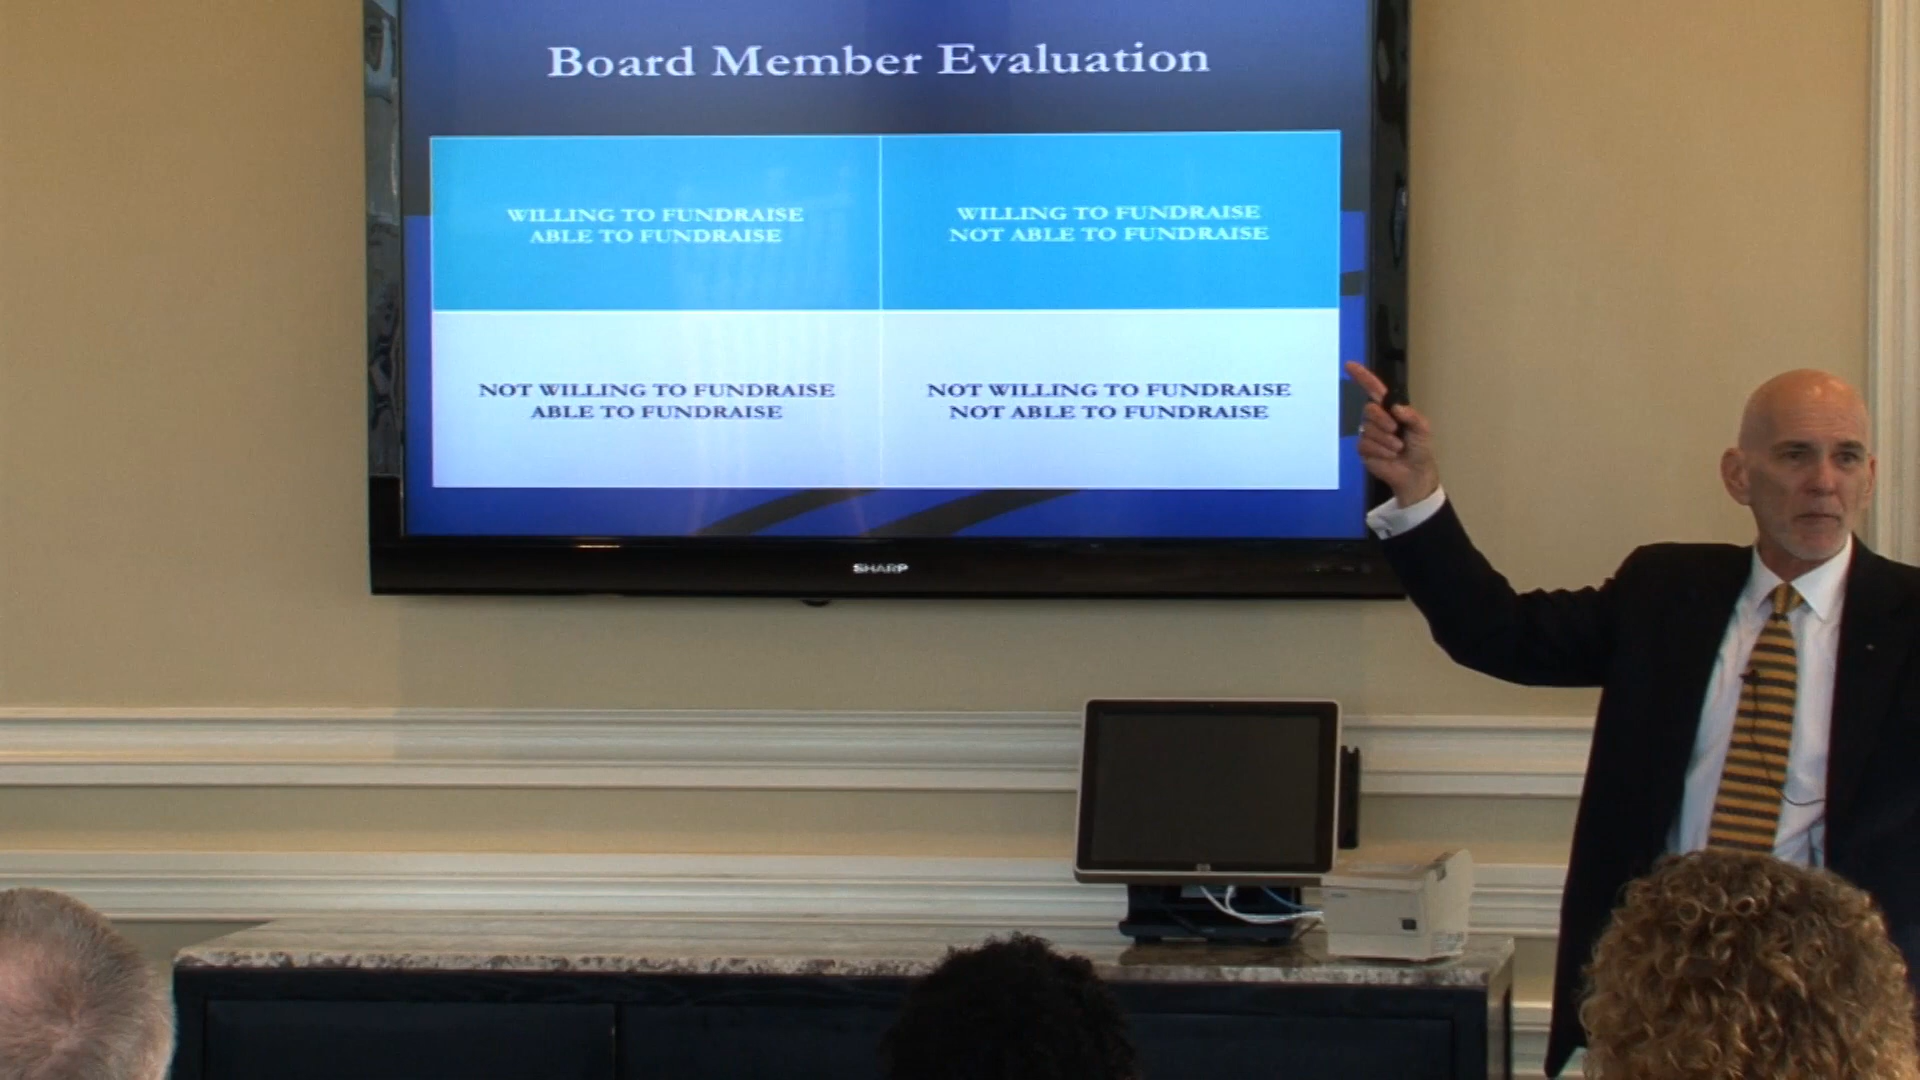 Board Member Evaluation
WILLING TO FUNDRAISE
ABLE TO FUNDRAISE
WILLING TO FUNDRAISE
NOT ABLE TO FUNDRAISE
NOT WILLING TO FUNDRAISE
ABLE TO FUNDRAISE
NOT WILLING TO FUNDRAISE
NOT ABLE TO FUNDRAISE
SHARP